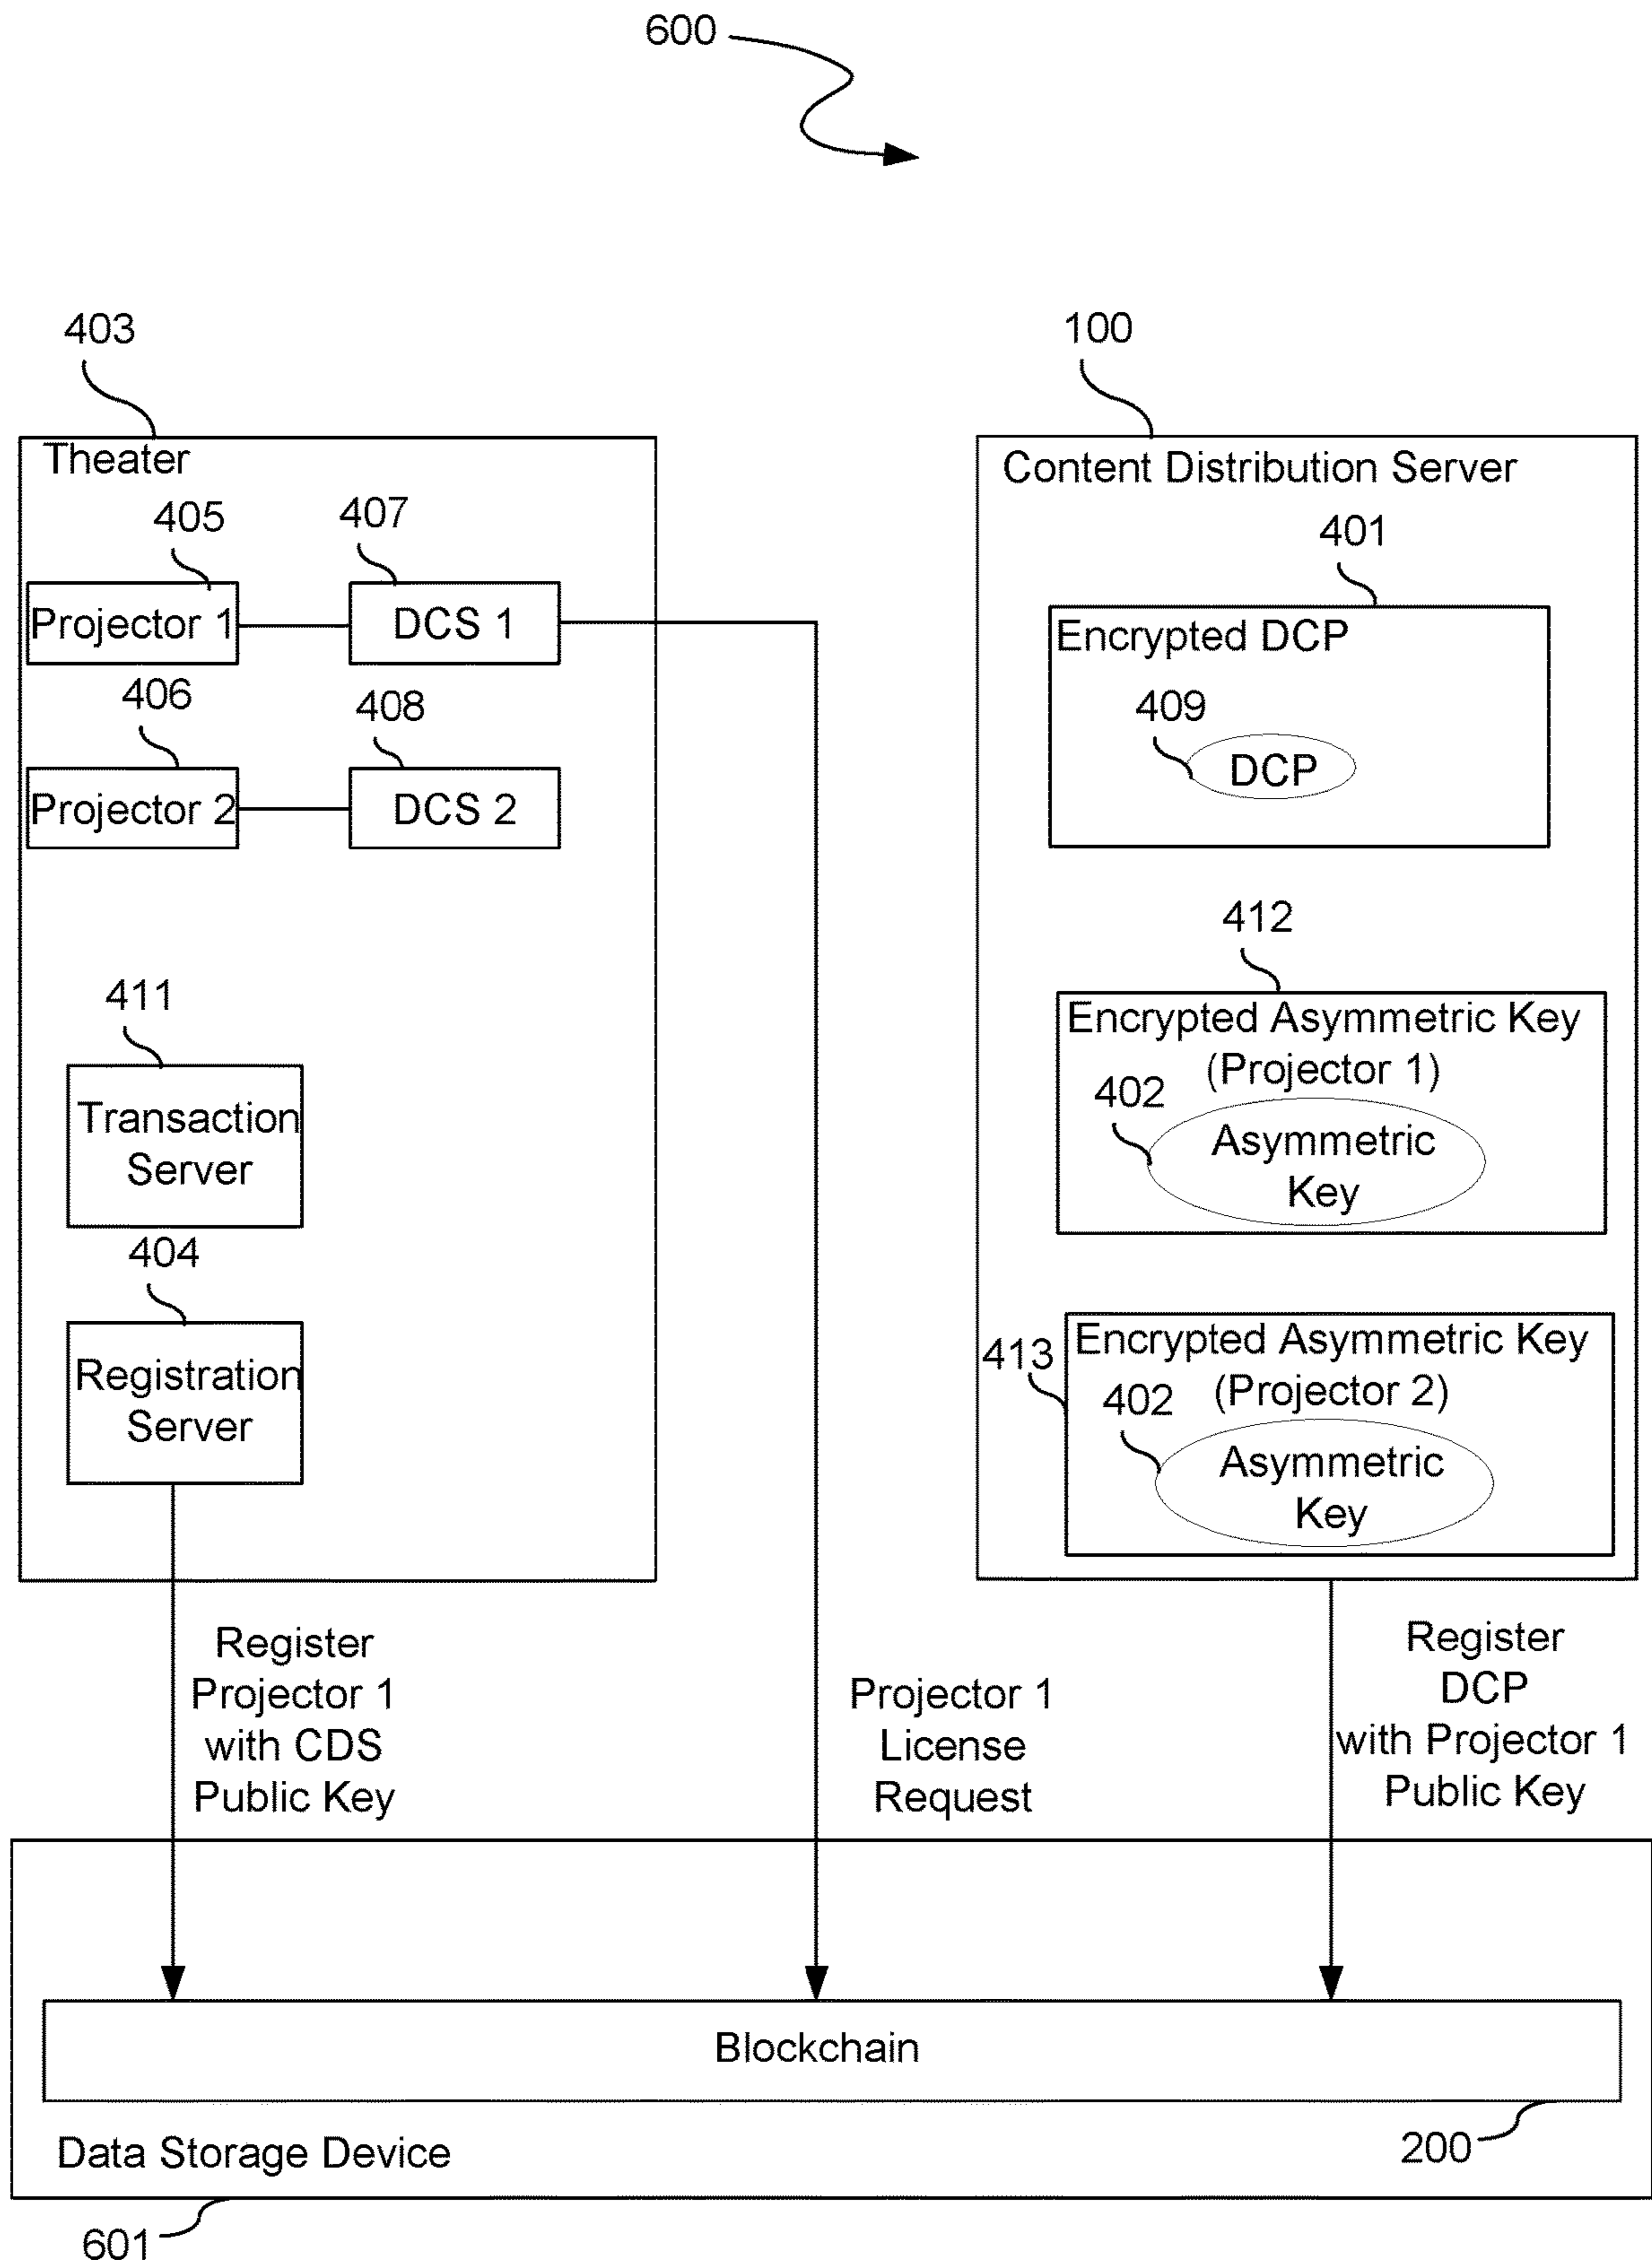 600
403
Theater
405
407
Projector 1
DCS 1
406
408
Projector 2
DCS 2
411
Transaction
Server
404
Registration
Server
100
Content Distribution Server
401
Encrypted DCP
409
DCP
412
Encrypted Asymmetric Key
(Projector 1)
402
Asymmetric
Key
413
Encrypted Asymmetric Key
(Projector 2)
402
Asymmetric
Key
Register
Projector 1
with CDS
Public Key
Projector 1
License
Request
Register
DCP
with Projector 1
Public Key
Blockchain
200
Data Storage Device
601